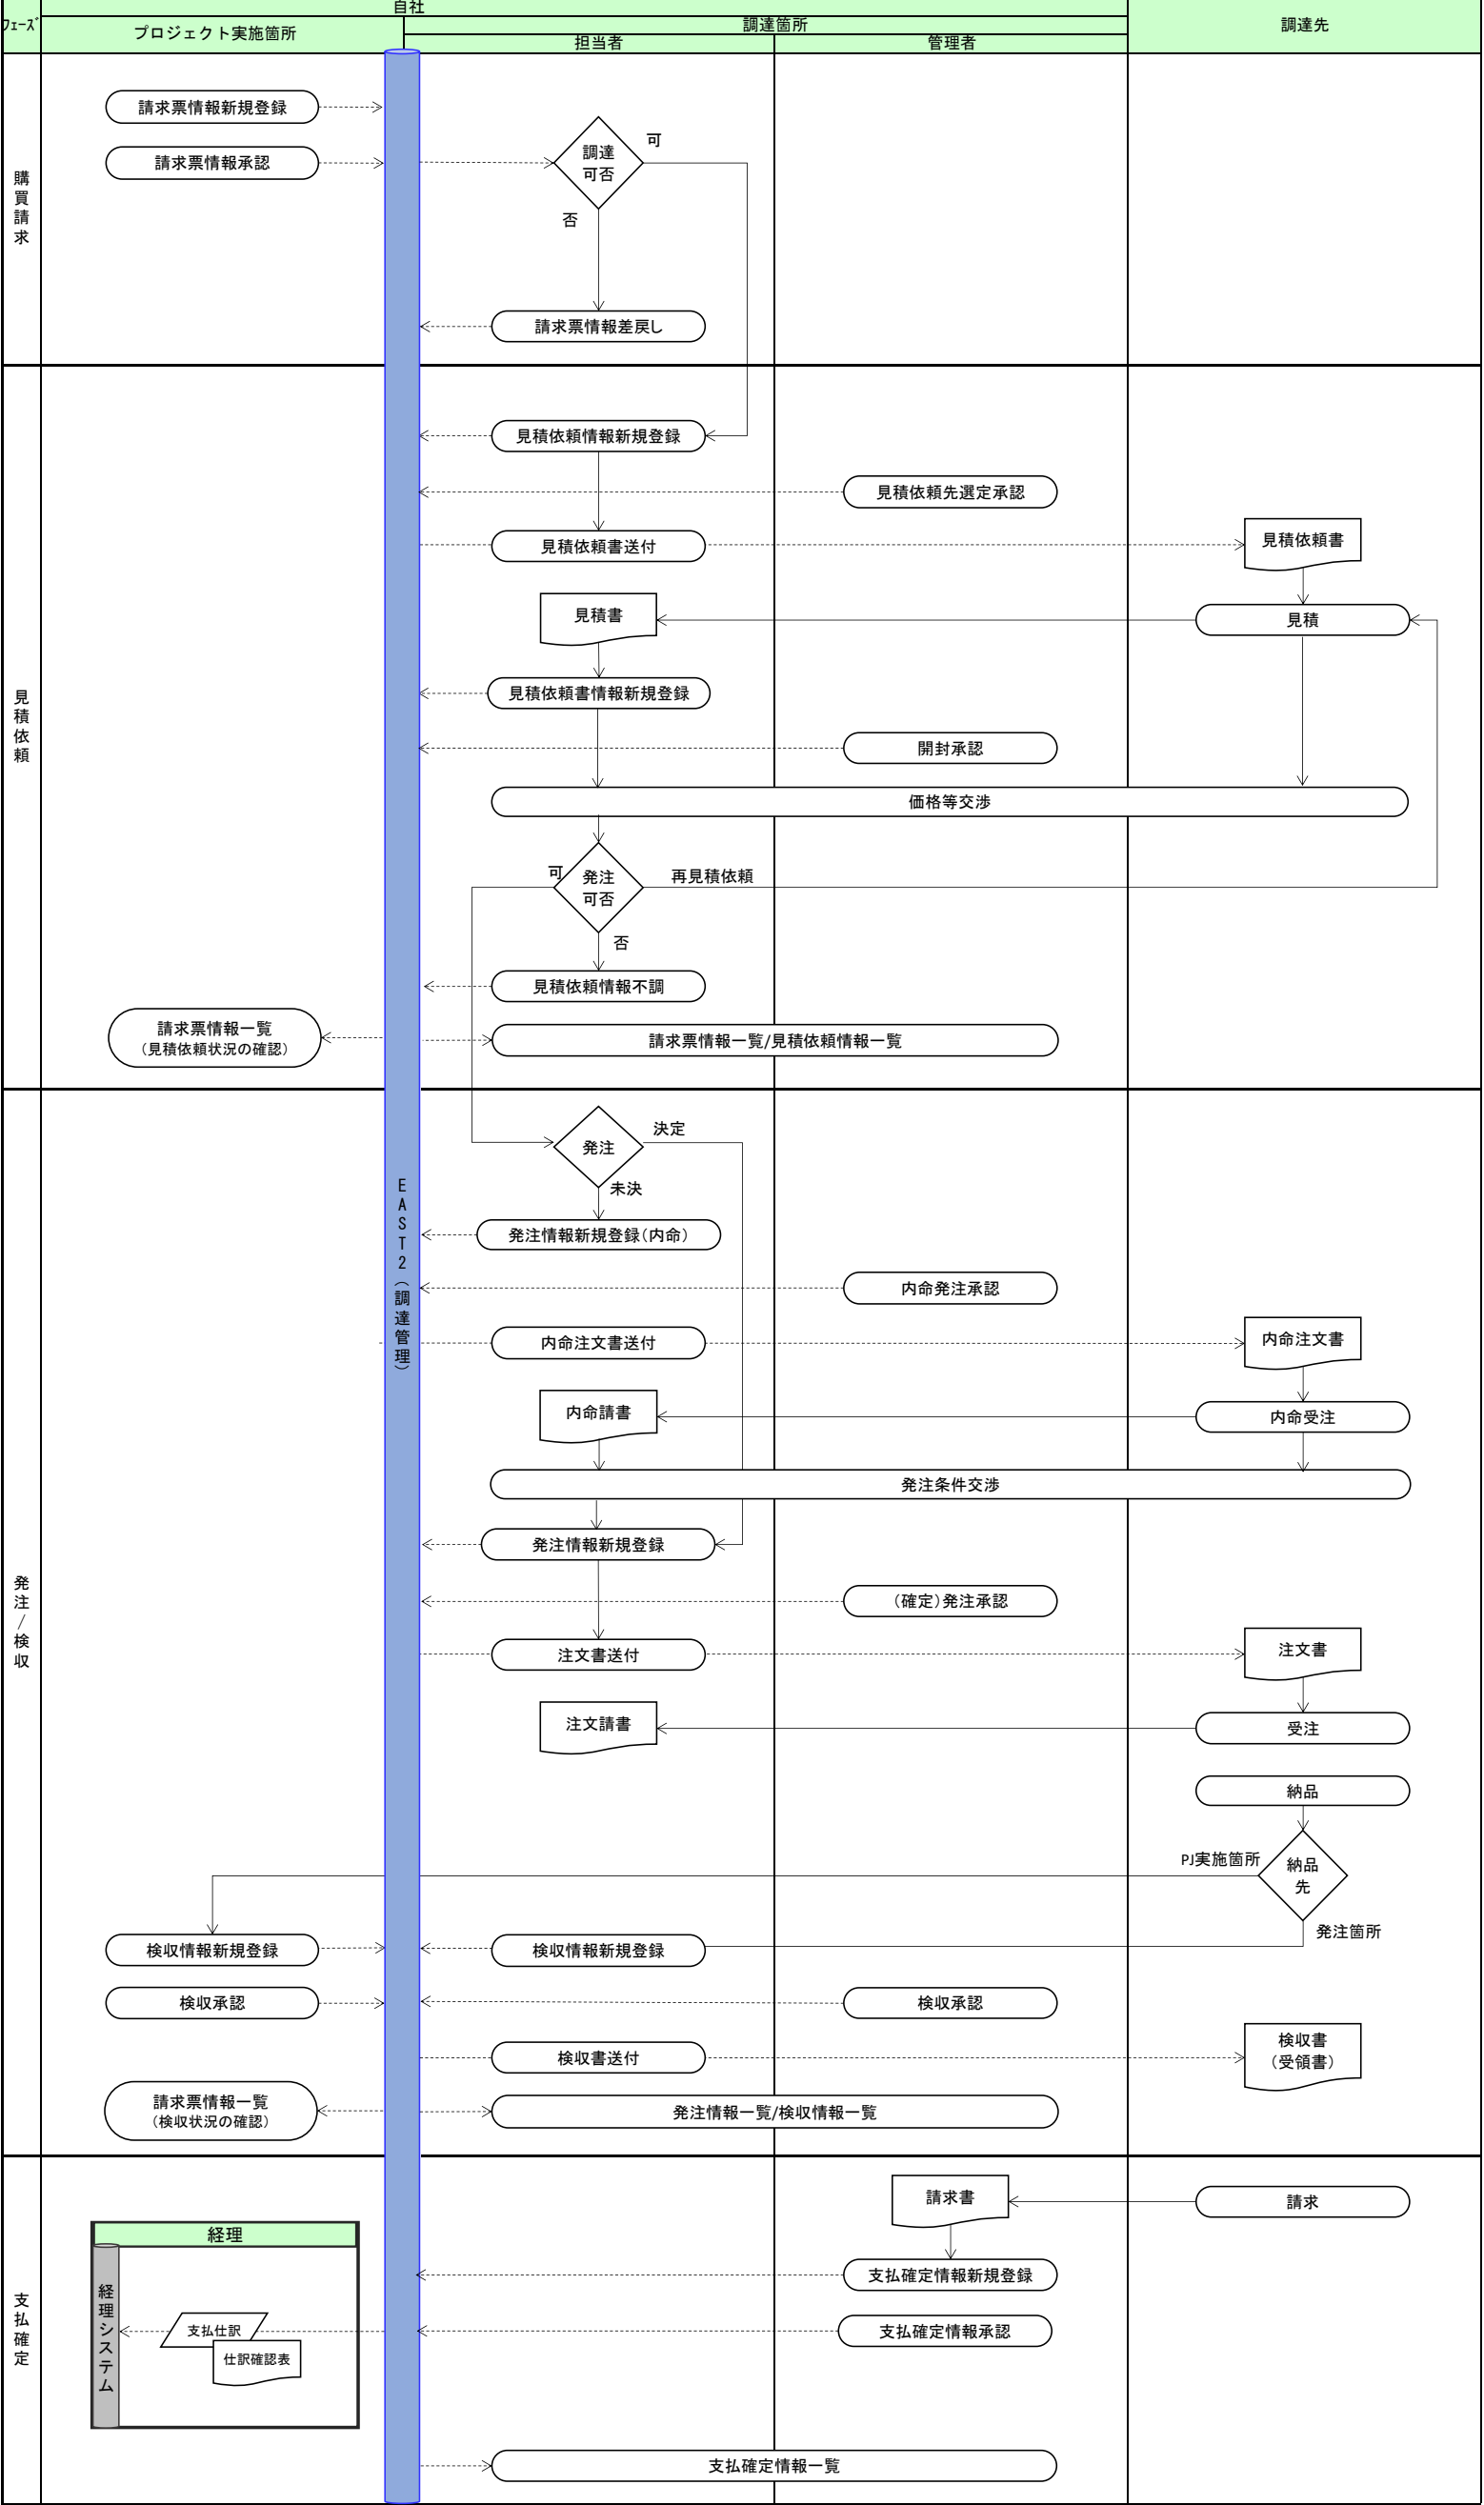 自社
ﾌｪｰｽﾞ
プロジェクト実施箇所
調達箇所
調達先
担当者
管理者
購買請求
請求票情報新規登録
請求票情報承認
調達
可否
可
否
請求票情報差戻し
見積依頼
見積依頼情報新規登録
見積依頼先選定承認
見積依頼書送付
見積依頼書
見積書
見積
見積依頼書情報新規登録
開封承認
価格等交渉
可
発注
可否
再見積依頼
否
見積依頼情報不調
請求票情報一覧
（見積依頼状況の確認）
請求票情報一覧/見積依頼情報一覧
EAST2（調達管理）
発注/検収
発注
決定
未決
発注情報新規登録（内命）
内命発注承認
内命注文書送付
内命注文書
内命請書
内命受注
発注条件交渉
発注情報新規登録
（確定）発注承認
注文書送付
注文書
注文請書
受注
納品
PJ実施箇所
納品
先
発注箇所
検収情報新規登録
検収情報新規登録
検収承認
検収承認
検収書送付
検収書
（受領書）
請求票情報一覧
（検収状況の確認）
発注情報一覧/検収情報一覧
支払確定
請求書
請求
経理
経理システム
支払仕訳
仕訳確認表
支払確定情報新規登録
支払確定情報承認
支払確定情報一覧